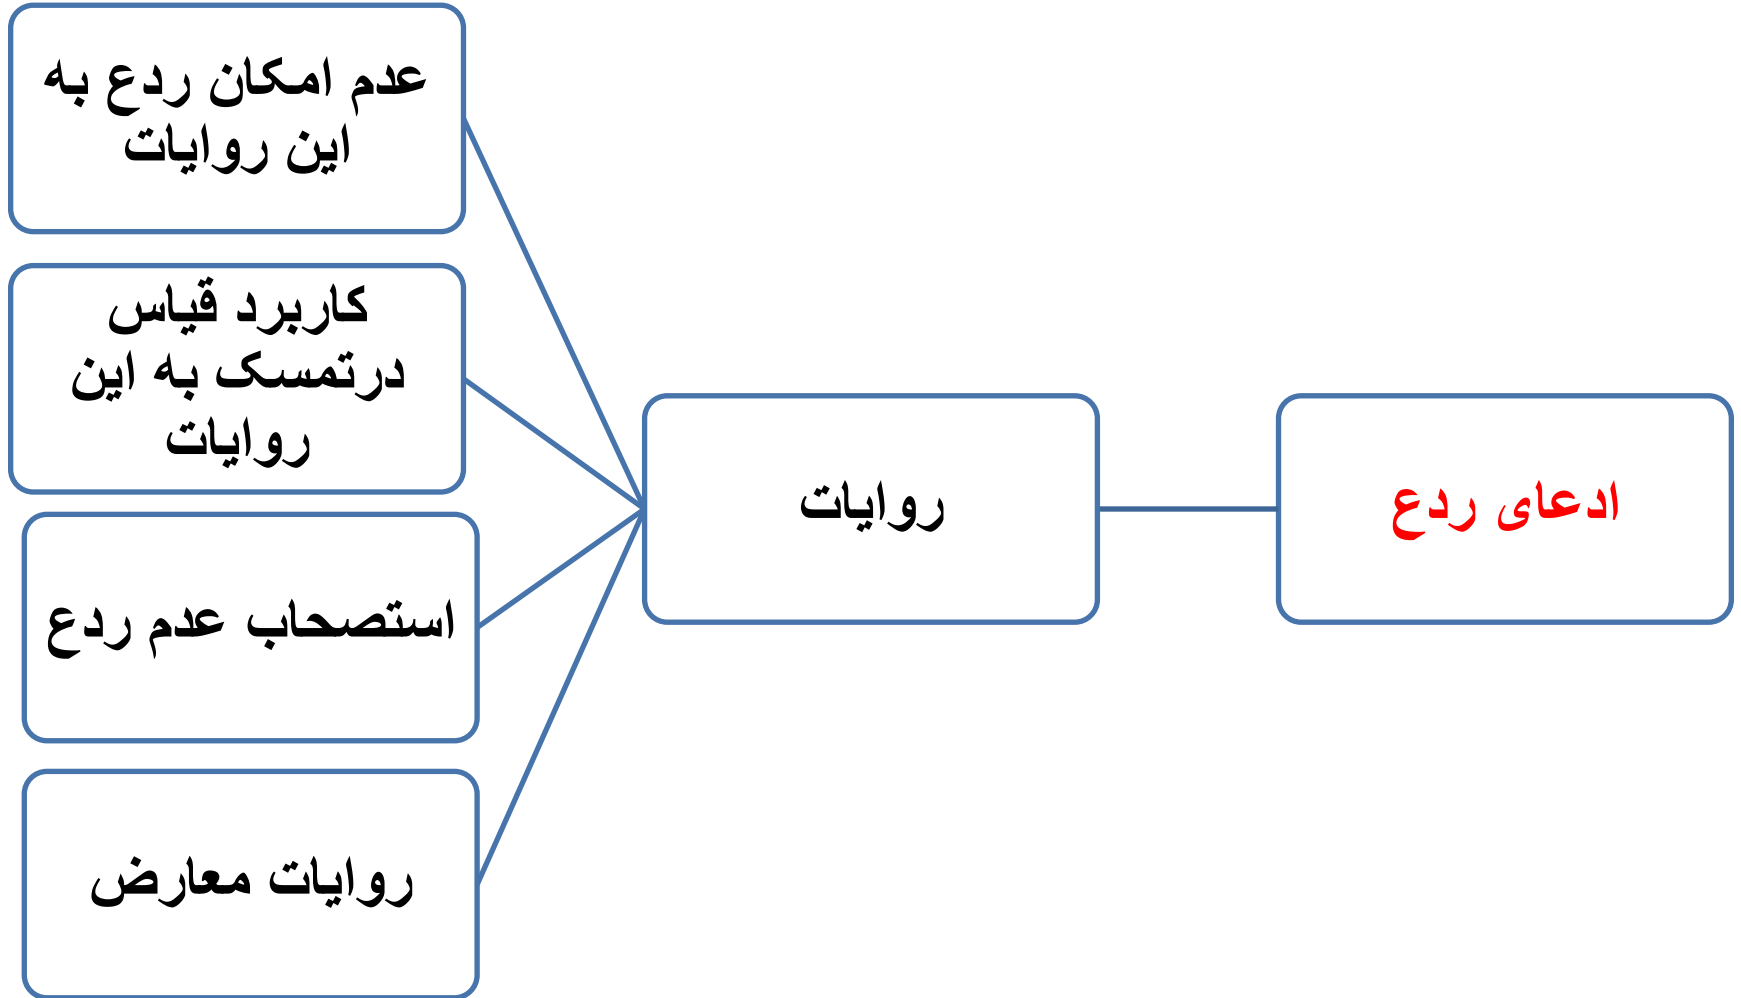 ادعای ردع
روایات
عدم امکان ردع به
این روایات
کاربرد قیاس
درتمسک به این
روایات
استصحاب عدم ردع
روایات معارض